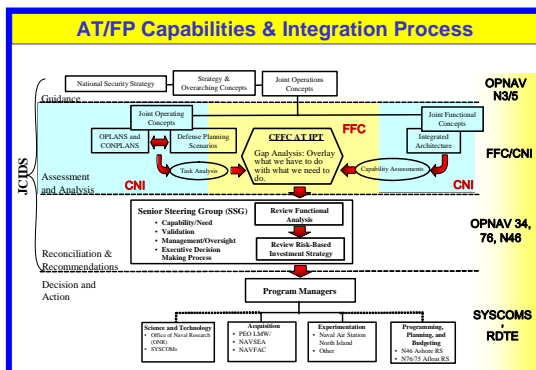 AT/FP Capabilities & Integration Process
National Security Strategy
Strategy &
Overarching Concepts
Joint Operations
Concepts
OPNAV
N3/5
Guidance
Joint Operating
Concepts
FFC
Joint Functional
Concepts
OPLANS and
CONPLANS
Defense Planning
Scenarios
CFFC AT IPT
Gap Analysis: Overlay
what we have to do
with what we need to
do.
Integrated
Architecture
FFC/CNI
JCIDS
Task Analysis
Capability Assessments
Assessment
and Analysis
CNI
CNI
Senior Steering Group (SSG)
• Capability/Need
• Validation
• Management/Oversight
• Executive Decision
Making Process
Review Functional
Analysis
Review Risk-Based
Investment Strategy
OPNAV 34,
76, N46
Reconciliation &
Recommendations
Decision and
Action
Program Managers
SYSCOMS
,
RDTE
Science and Technology
• Office of Naval Research
(ONR)
• SYSCOMs
Acquisition
• PEO LMW/
• NAVSEA
• NAVFAC
Experimentation
• Naval Air Station
North Island
• Other
Programming,
Planning, and
Budgeting
• N46 Ashore RS
• N76/75 Afloat RS